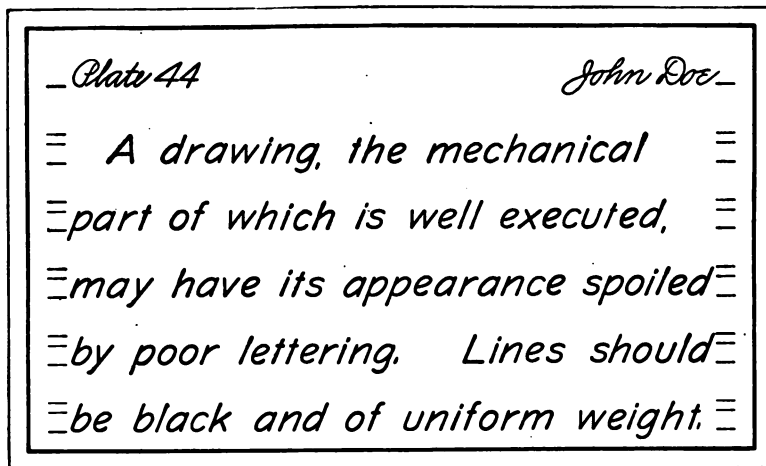 Plate 44 John Doe
A drawing, the mechanical
part of which is well executed,
may have its appearance spoiled
by poor lettering. Lines should
be black and of uniform weight.